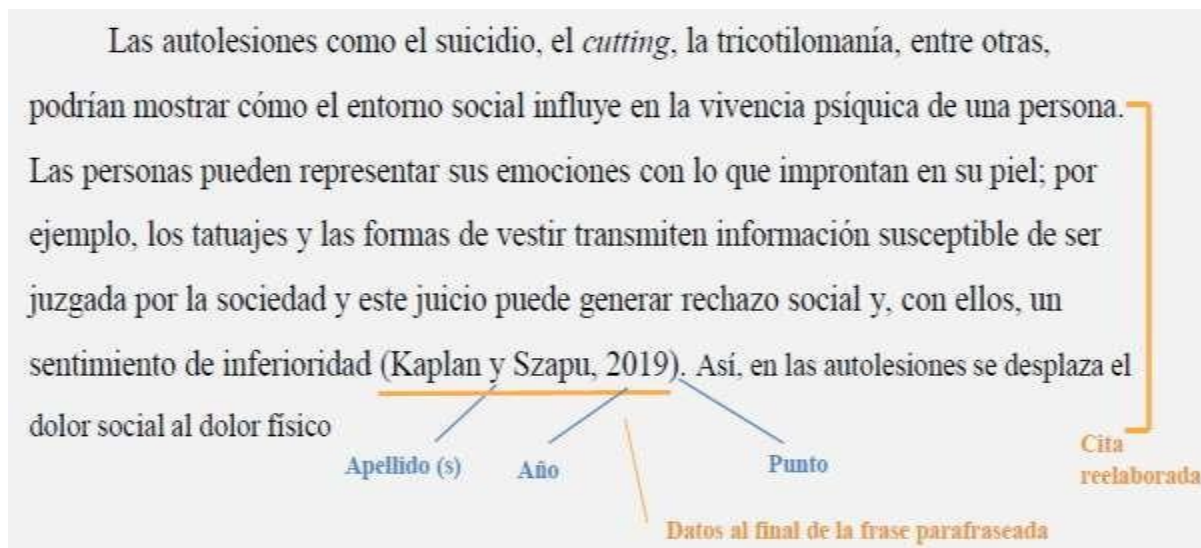 Las autolesiones como el suicidio, el cutting, la tricotilomanía, entre otras,
podrían mostrar cómo el entorno social influye en la vivencia psíquica de una persona.
Las personas pueden representar sus emociones con lo que improntan en su piel; por
ejemplo, los tatuajes y las formas de vestir transmiten información susceptible de ser
juzgada por la sociedad y este juicio puede generar rechazo social y, con ellos, un
sentimiento de inferioridad (Kaplan y Szapu, 2019). Así, en las autolesiones se desplaza el
dolor social al dolor físico
Apellido (s)
Año
Punto
Cita
reelaborada
Datos al final de la frase parafraseada